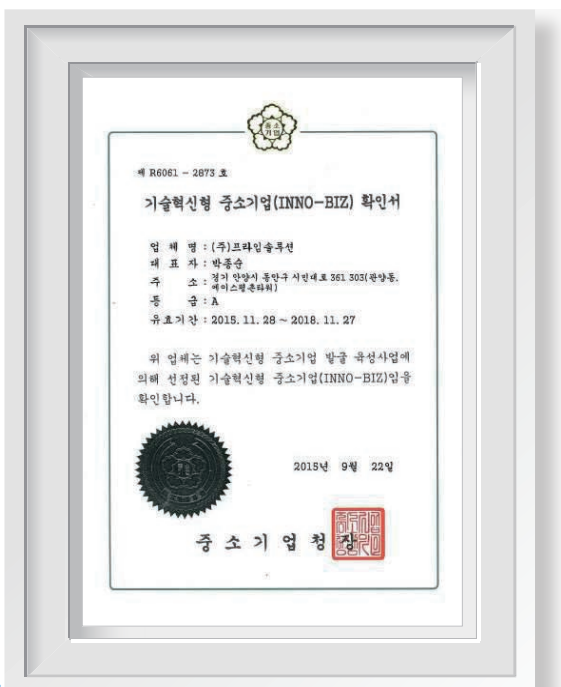 중소
기업
제 R6061 - 2873 호
기술혁신형 중소기업(INNO-BIZ) 확인서
업 체 명 : (주)프라임솔루션
대 표 자 : 박종순
주 소 : 경기 안양시 동안구 시민대로 361 303(관양동,
에이스평촌타워)
등 급 : A
유효기간 : 2015. 11. 28 ~ 2018. 11. 27
위 업체는 기술혁신형 중소기업 발굴 육성사업에
의해 선정된 기술혁신형 중소기업(INNO-BIZ)임을
확인합니다.
2015년 9월 22일
중 소 기 업 청 장